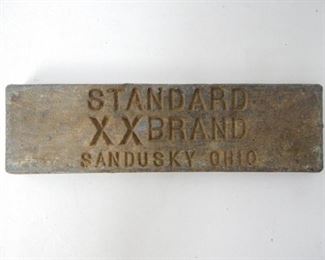 STANDARD
XX BRAND
SANDUSKY OHIO